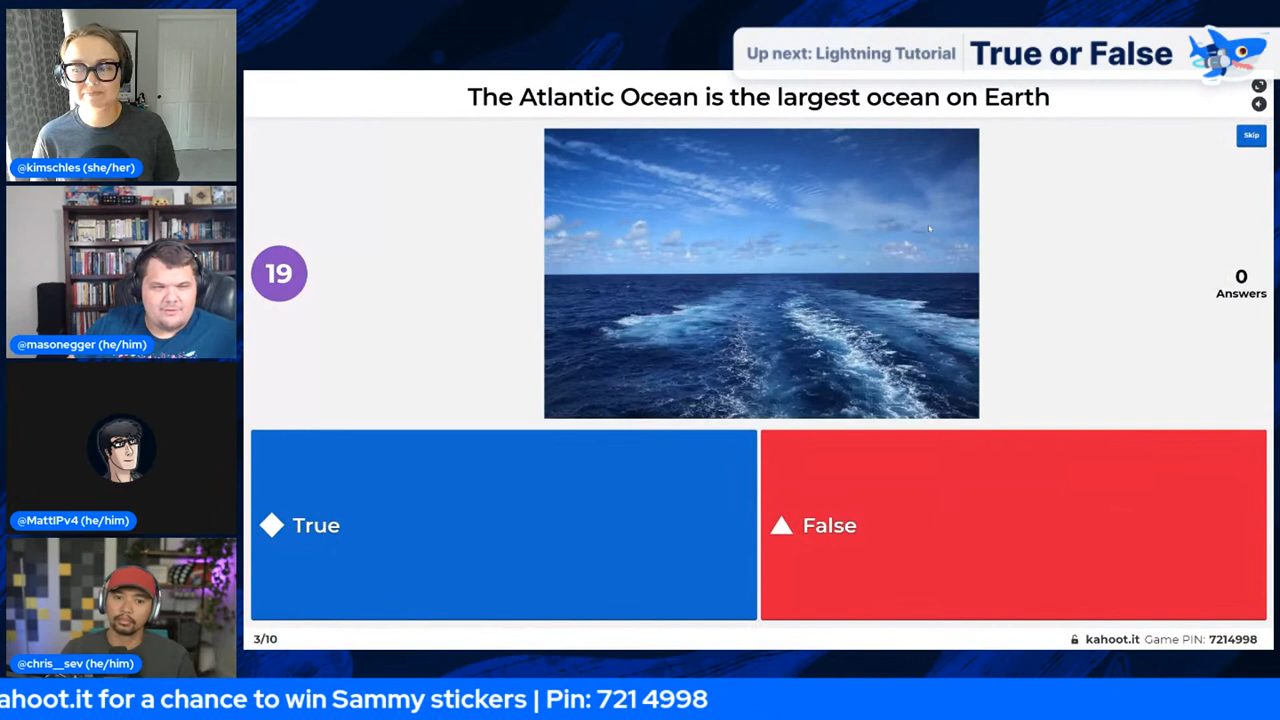 Up next: Lightning Tutorial
True or False
The Atlantic Ocean is the largest ocean on Earth
Skip
@kimschles (she/her)
@masonegger (he/him)
@MattIPv4 (he/him)
@chris__sev (he/him)
19
0
Answers
True
False
3/10
kahoot.it Game PIN: 7214998
ahoot.it for a chance to win Sammy stickers | Pin: 721 4998